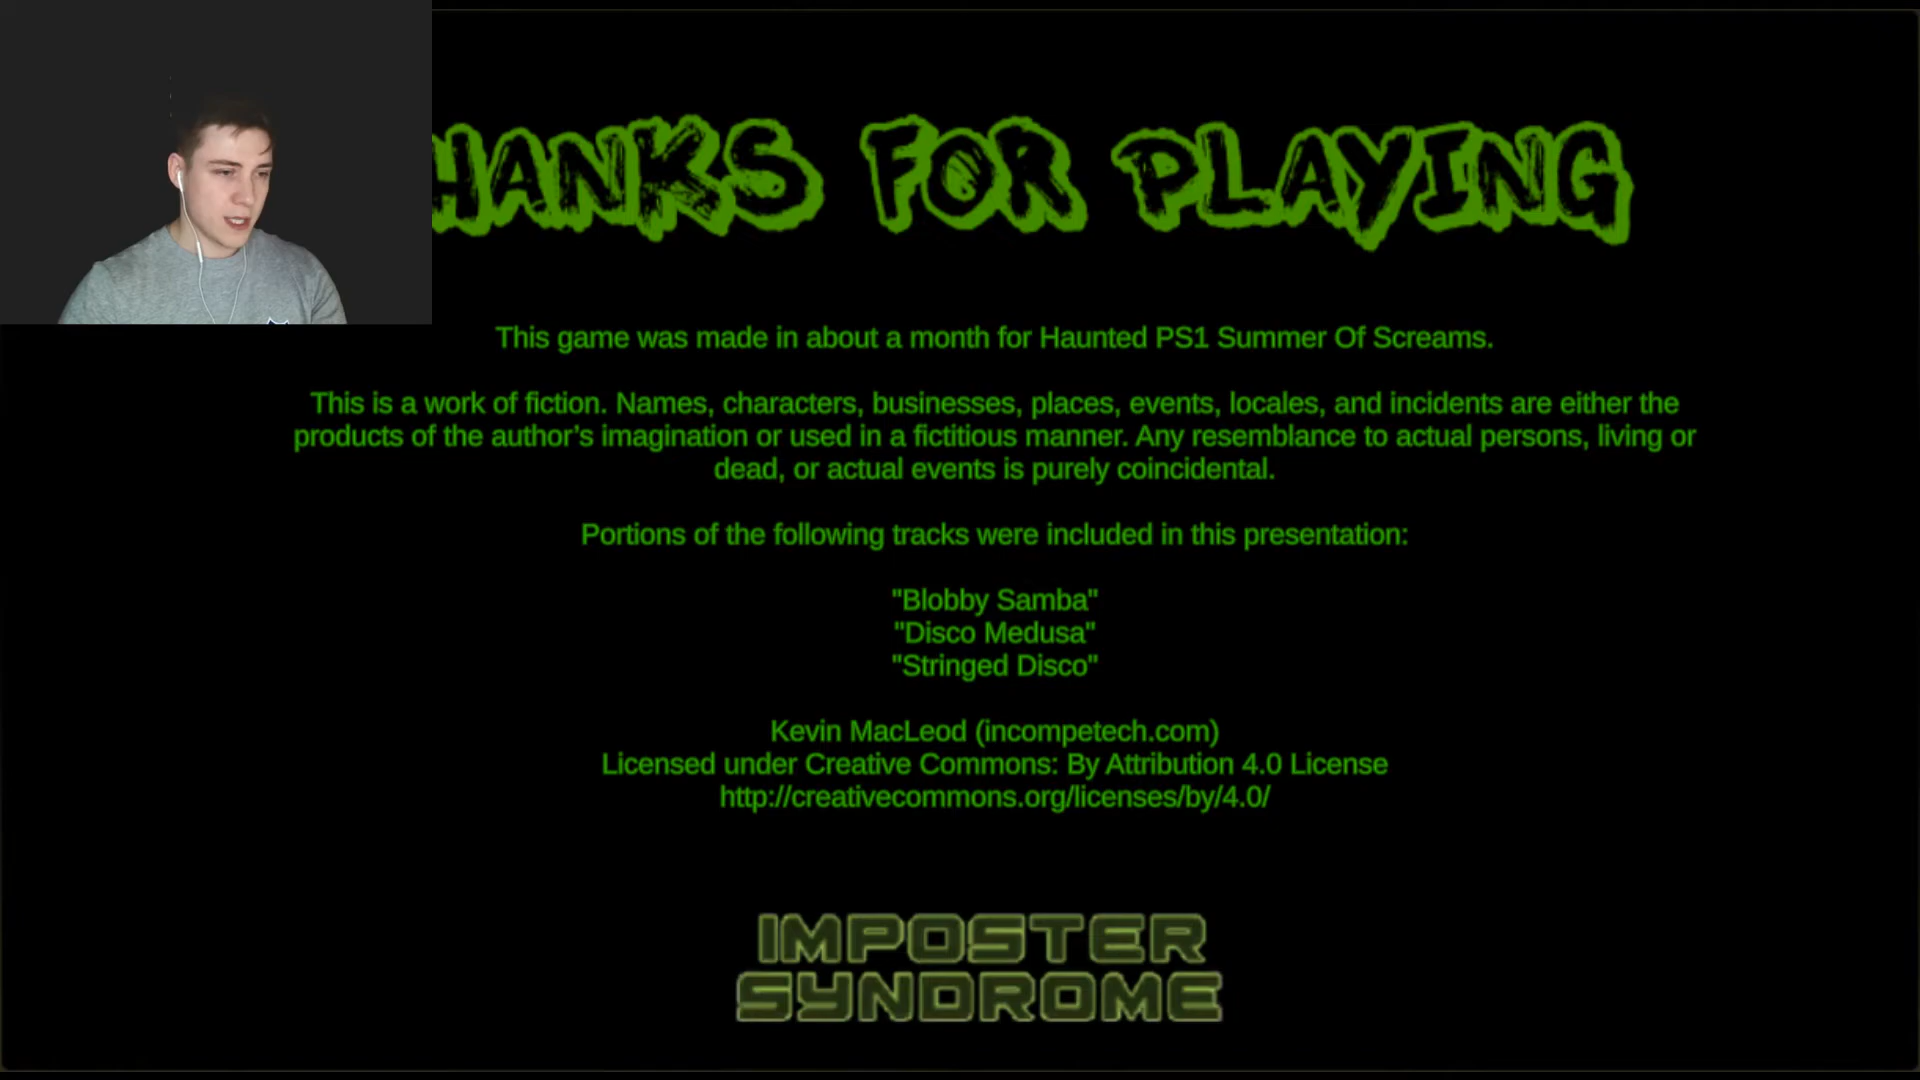 HANKS FOR PLAYING
This game was made in about a month for Haunted PS1 Summer Of Screams.
This is a work of fiction. Names, characters, businesses, places, events, locales, and incidents are either the
products of the author’s imagination or used in a fictitious manner. Any resemblance to actual persons, living or
dead, or actual events is purely coincidental.
Portions of the following tracks were included in this presentation:
"Blobby Samba"
"Disco Medusa"
"Stringed Disco"
Kevin MacLeod (incompetech.com)
Licensed under Creative Commons: By Attribution 4.0 License
http://creativecommons.org/licenses/by/4.0/
IMPOSTER
SYNDROME